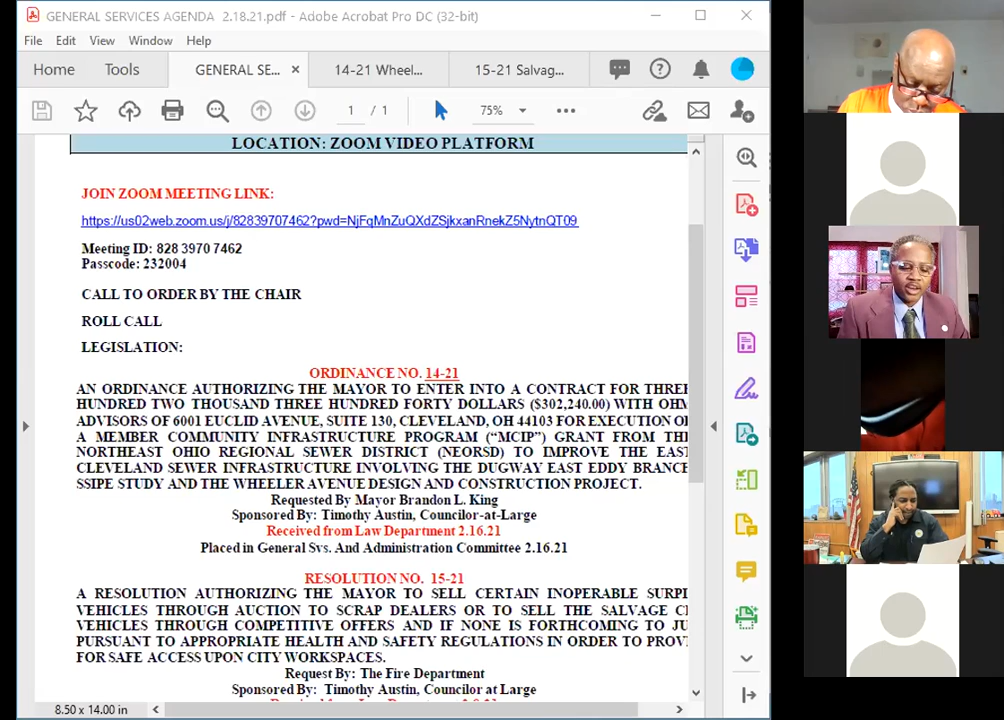 GENERAL SERVICES AGENDA 2.18.21.pdf - Adobe Acrobat Pro DC (32-bit)
File Edit View Window Help
Home Tools GENERAL SE... × 14-21 Wheel... 15-21 Salvag...
1 / 1 75%
LOCATION: ZOOM VIDEO PLATFORM
JOIN ZOOM MEETING LINK:
https://us02web.zoom.us/j/82839707462?pwd=NjFqMnZuQXdZSjkxanRnekZ5NytnQT09
Meeting ID: 828 3970 7462
Passcode: 232004
CALL TO ORDER BY THE CHAIR
ROLL CALL
LEGISLATION:
ORDINANCE NO. 14-21
AN ORDINANCE AUTHORIZING THE MAYOR TO ENTER INTO A CONTRACT FOR THREE
HUNDRED TWO THOUSAND THREE HUNDRED FORTY DOLLARS ($302,240.00) WITH OHM
ADVISORS OF 6001 EUCLID AVENUE, SUITE 130, CLEVELAND, OH 44103 FOR EXECUTION OF
A MEMBER COMMUNITY INFRASTRUCTURE PROGRAM (“MCIP”) GRANT FROM THE
NORTHEAST OHIO REGIONAL SEWER DISTRICT (NEORSD) TO IMPROVE THE EAST
CLEVELAND SEWER INFRASTRUCTURE INVOLVING THE DUGWAY EAST EDDY BRANCH
SSIPE STUDY AND THE WHEELER AVENUE DESIGN AND CONSTRUCTION PROJECT.
Requested By Mayor Brandon L. King
Sponsored By: Timothy Austin, Councilor-at-Large
Received from Law Department 2.16.21
Placed in General Svs. And Administration Committee 2.16.21
RESOLUTION NO. 15-21
A RESOLUTION AUTHORIZING THE MAYOR TO SELL CERTAIN INOPERABLE SURPL
VEHICLES THROUGH AUCTION TO SCRAP DEALERS OR TO SELL THE SALVAGE CI
VEHICLES THROUGH COMPETITIVE OFFERS AND IF NONE IS FORTHCOMING TO JU
PURSUANT TO APPROPRIATE HEALTH AND SAFETY REGULATIONS IN ORDER TO PROV
FOR SAFE ACCESS UPON CITY WORKSPACES.
Request By: The Fire Department
Sponsored By: Timothy Austin, Councilor at Large
8.50 x 14.00 in